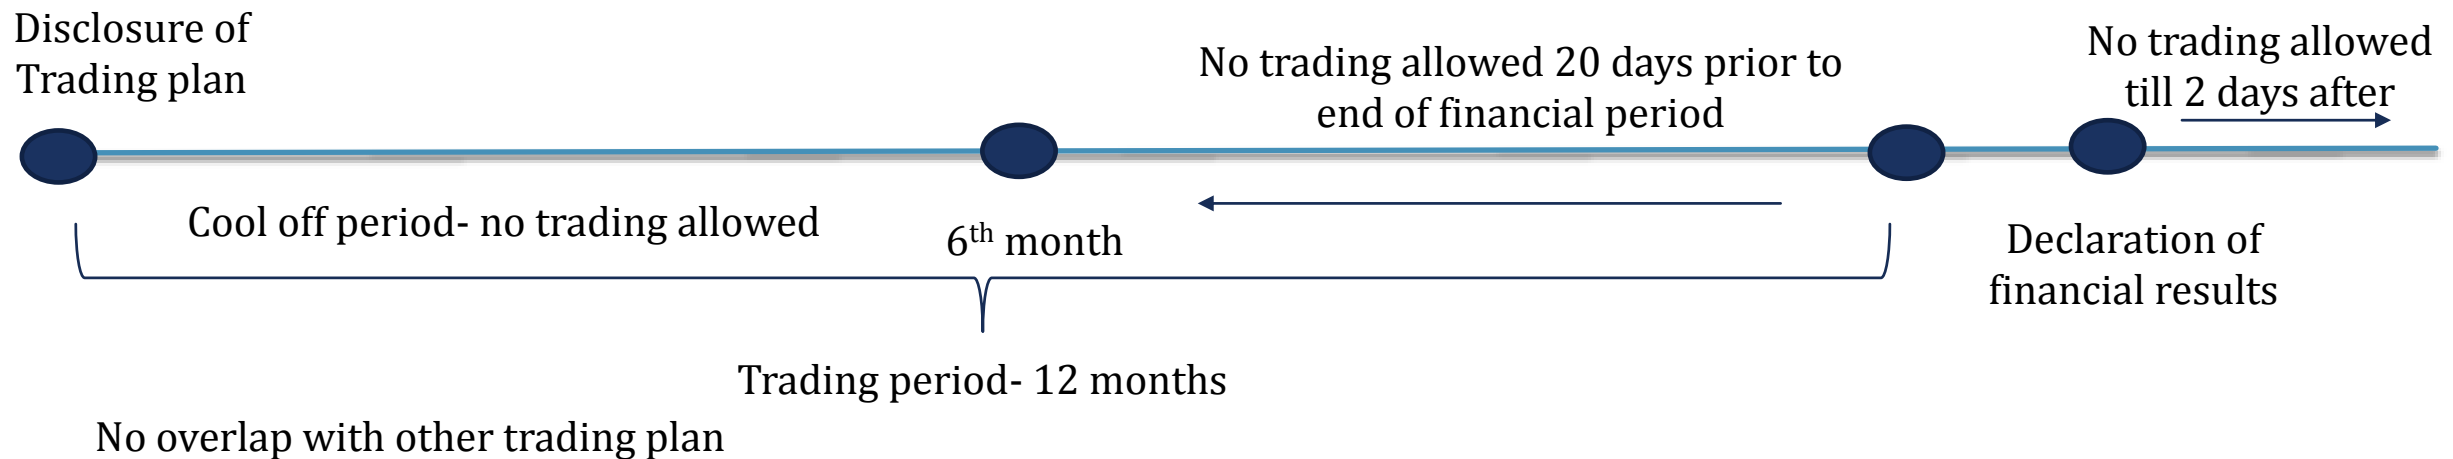 Disclosure of
Trading plan
No trading allowed 20 days prior to
end of financial period
No trading allowed
till 2 days after
Cool off period- no trading allowed
6th month
Declaration of
financial results
Trading period- 12 months
No overlap with other trading plan